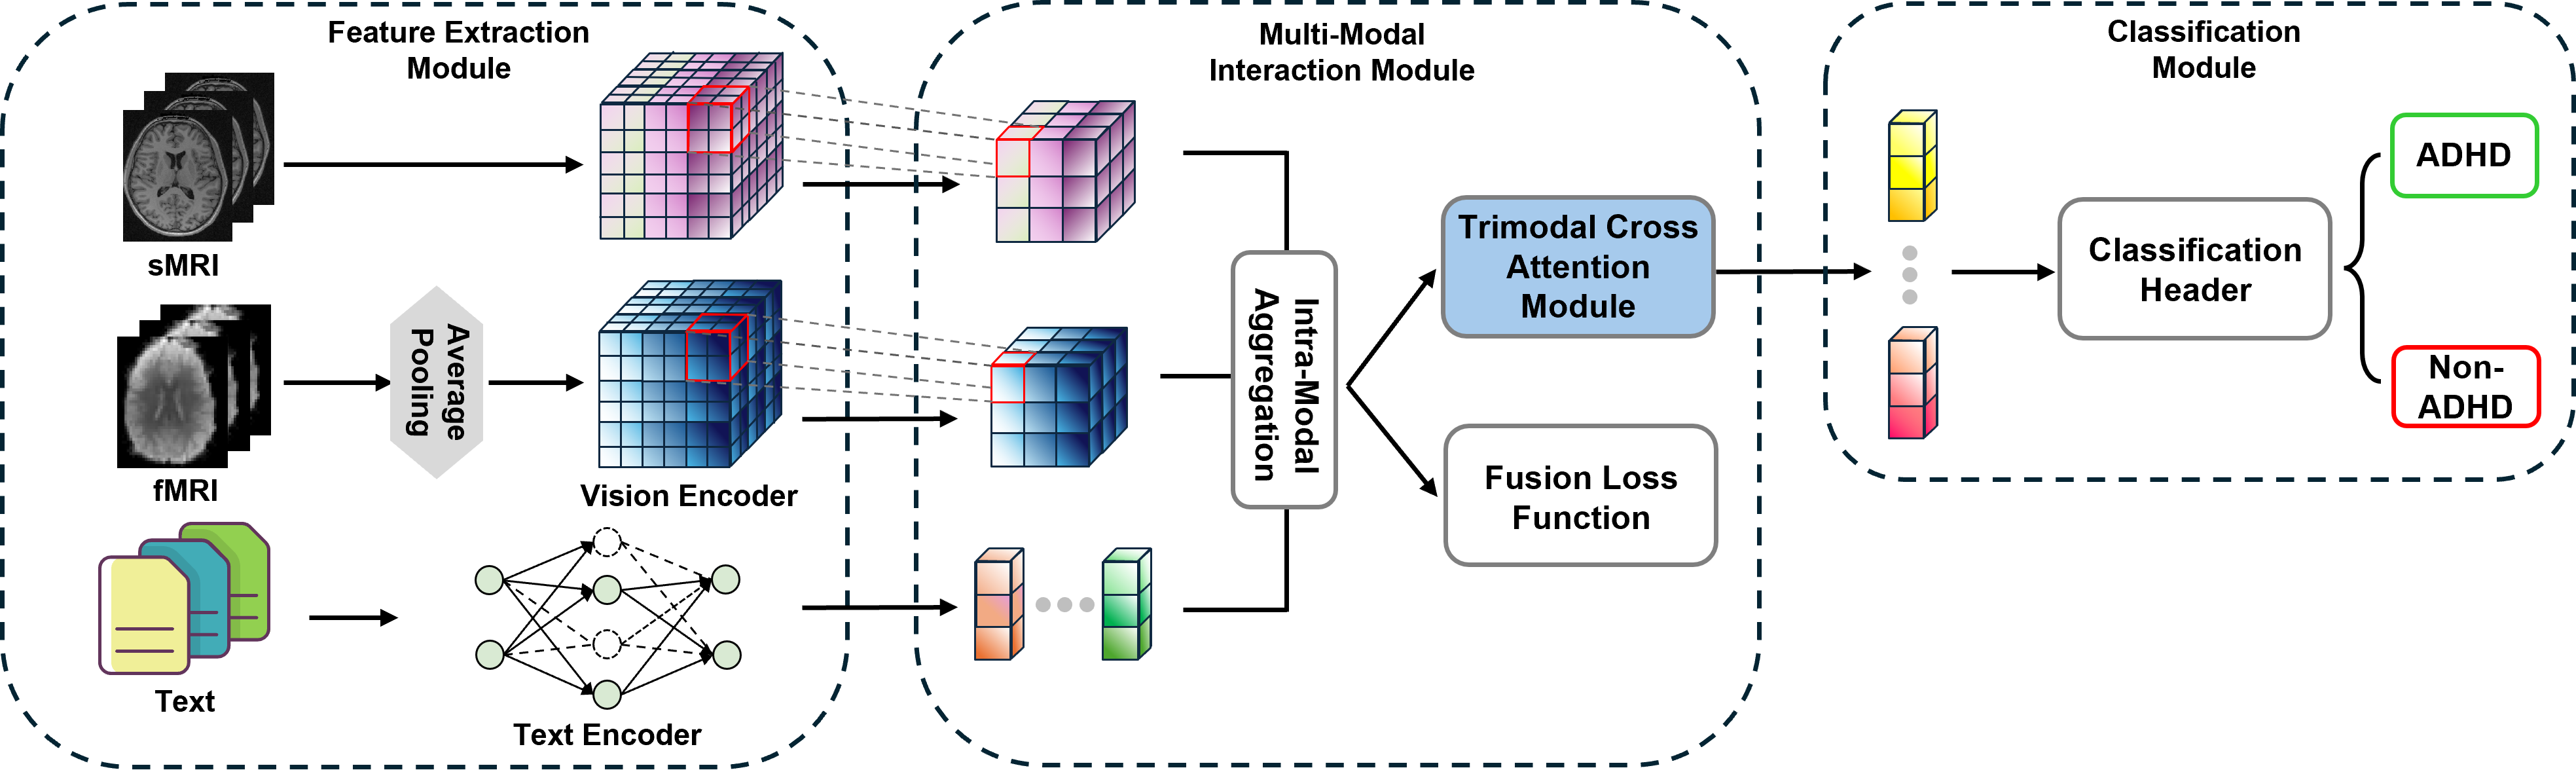 Feature Extraction
Module
sMRI
fMRI
Average
Pooling
Vision Encoder
Text
Text Encoder
Multi-Modal
Interaction Module
Intra-Modal
Aggregation
Trimodal Cross
Attention
Module
Fusion Loss
Function
Classification
Module
Classification
Header
ADHD
Non-
ADHD